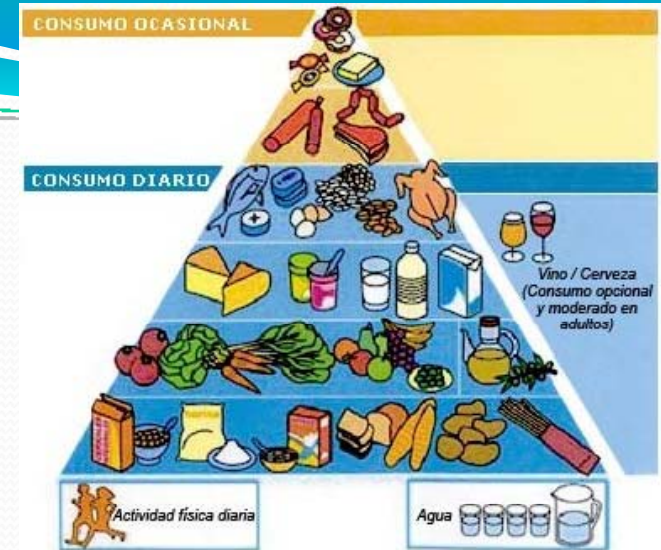 CONSUMO OCASIONAL
CONSUMO DIARIO
Vino / Cerveza
(Consumo opcional
y moderado en
adultos)
Actividad física diaria
Agua